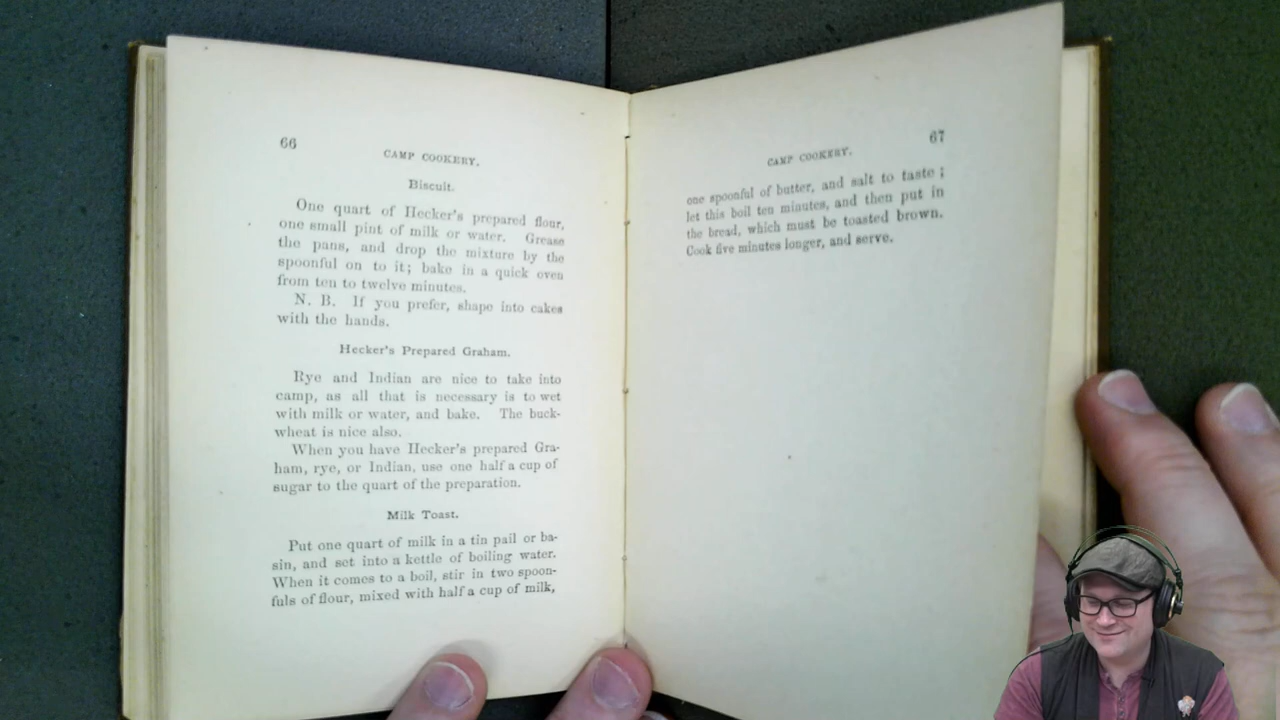 66
CAMP COOKERY.
Biscuit.
One quart of Hecker's prepared flour,
one small pint of milk or water. Grease
the pans, and drop the mixture by the
spoonful on to it; bake in a quick oven
from ten to twelve minutes.
N. B. If you prefer, shape into cakes
with the hands.
Hecker's Prepared Graham.
Rye and Indian are nice to take into
camp, as all that is necessary is to wet
with milk or water, and bake. The buck-
wheat is nice also.
When you have Hecker's prepared Gra-
ham, rye, or Indian, use one half a cup of
sugar to the quart of the preparation.
Milk Toast.
Put one quart of milk in a tin pail or ba-
sin, and set into a kettle of boiling water.
When it comes to a boil, stir in two spoon-
fuls of flour, mixed with half a cup of milk,
CAMP COOKERY.
67
one spoonful of butter, and salt to taste;
let this boil ten minutes, and then put in
the bread, which must be toasted brown.
Cook five minutes longer, and serve.